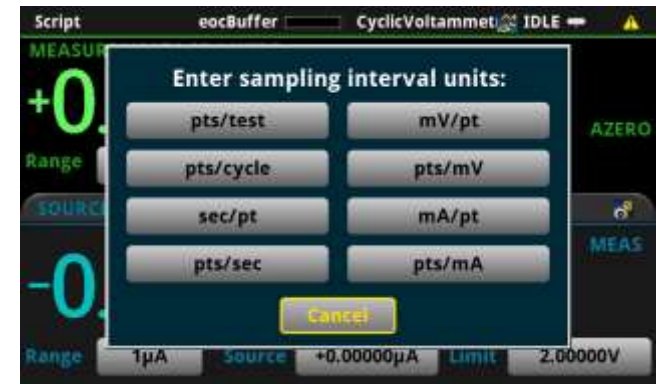 Script eocBuffer CyclicVoltammet IDLE
MEASUR
Enter sampling interval units:
+0.
pts/test mV/pt
AZERO
Range
pts/cycle pts/mV
SOURC
sec/pt mA/pt
MEAS
pts/sec pts/mA
-0.
Cancel
Range 1µA Source +0.00000µA Limit 2.00000V